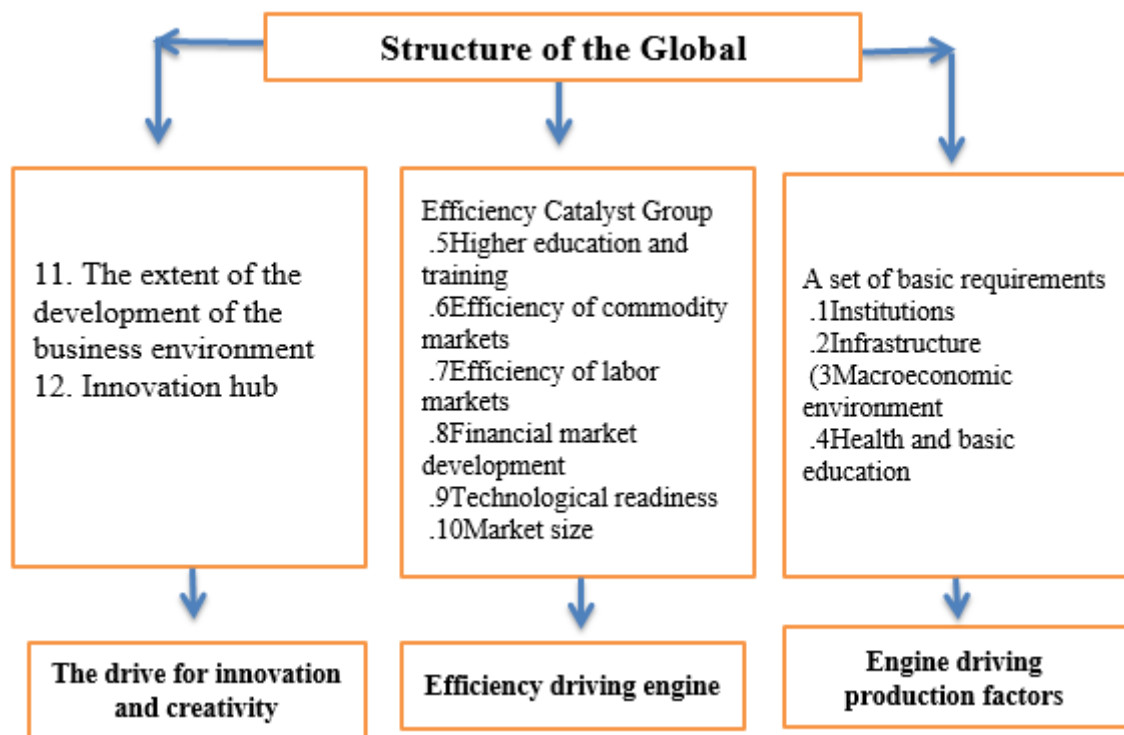 Structure of the Global
11. The extent of the
development of the
business environment
12. Innovation hub
Efficiency Catalyst Group
.5Higher education and
training
.6Efficiency of commodity
markets
.7Efficiency of labor
markets
.8Financial market
development
.9Technological readiness
.10Market size
A set of basic requirements
.1Institutions
.2Infrastructure
(3Macroeconomic
environment
.4Health and basic
education
The drive for innovation
and creativity
Efficiency driving engine
Engine driving
production factors